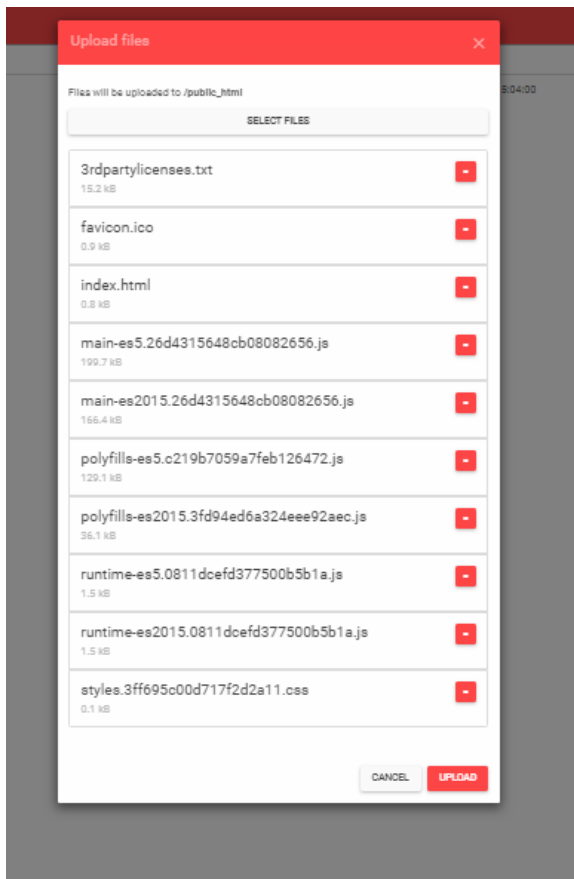 Upload files
×
5:04:00
Files will be uploaded to /public_html
SELECT FILES
3rdpartylicenses.txt
15.2 kB
-
favicon.ico
0.9 kB
-
index.html
0.8 kB
-
main-es5.26d4315648cb08082656.js
199.7 kB
-
main-es2015.26d4315648cb08082656.js
166.4 kB
-
polyfills-es5.c219b7059a7feb126472.js
129.1 kB
-
polyfills-es2015.3fd94ed6a324eee92aec.js
36.1 kB
-
runtime-es5.0811dcefd377500b5b1a.js
1.5 kB
-
runtime-es2015.0811dcefd377500b5b1a.js
1.5 kB
-
styles.3ff695c00d717f2d2a11.css
0.1 kB
-
CANCEL
UPLOAD